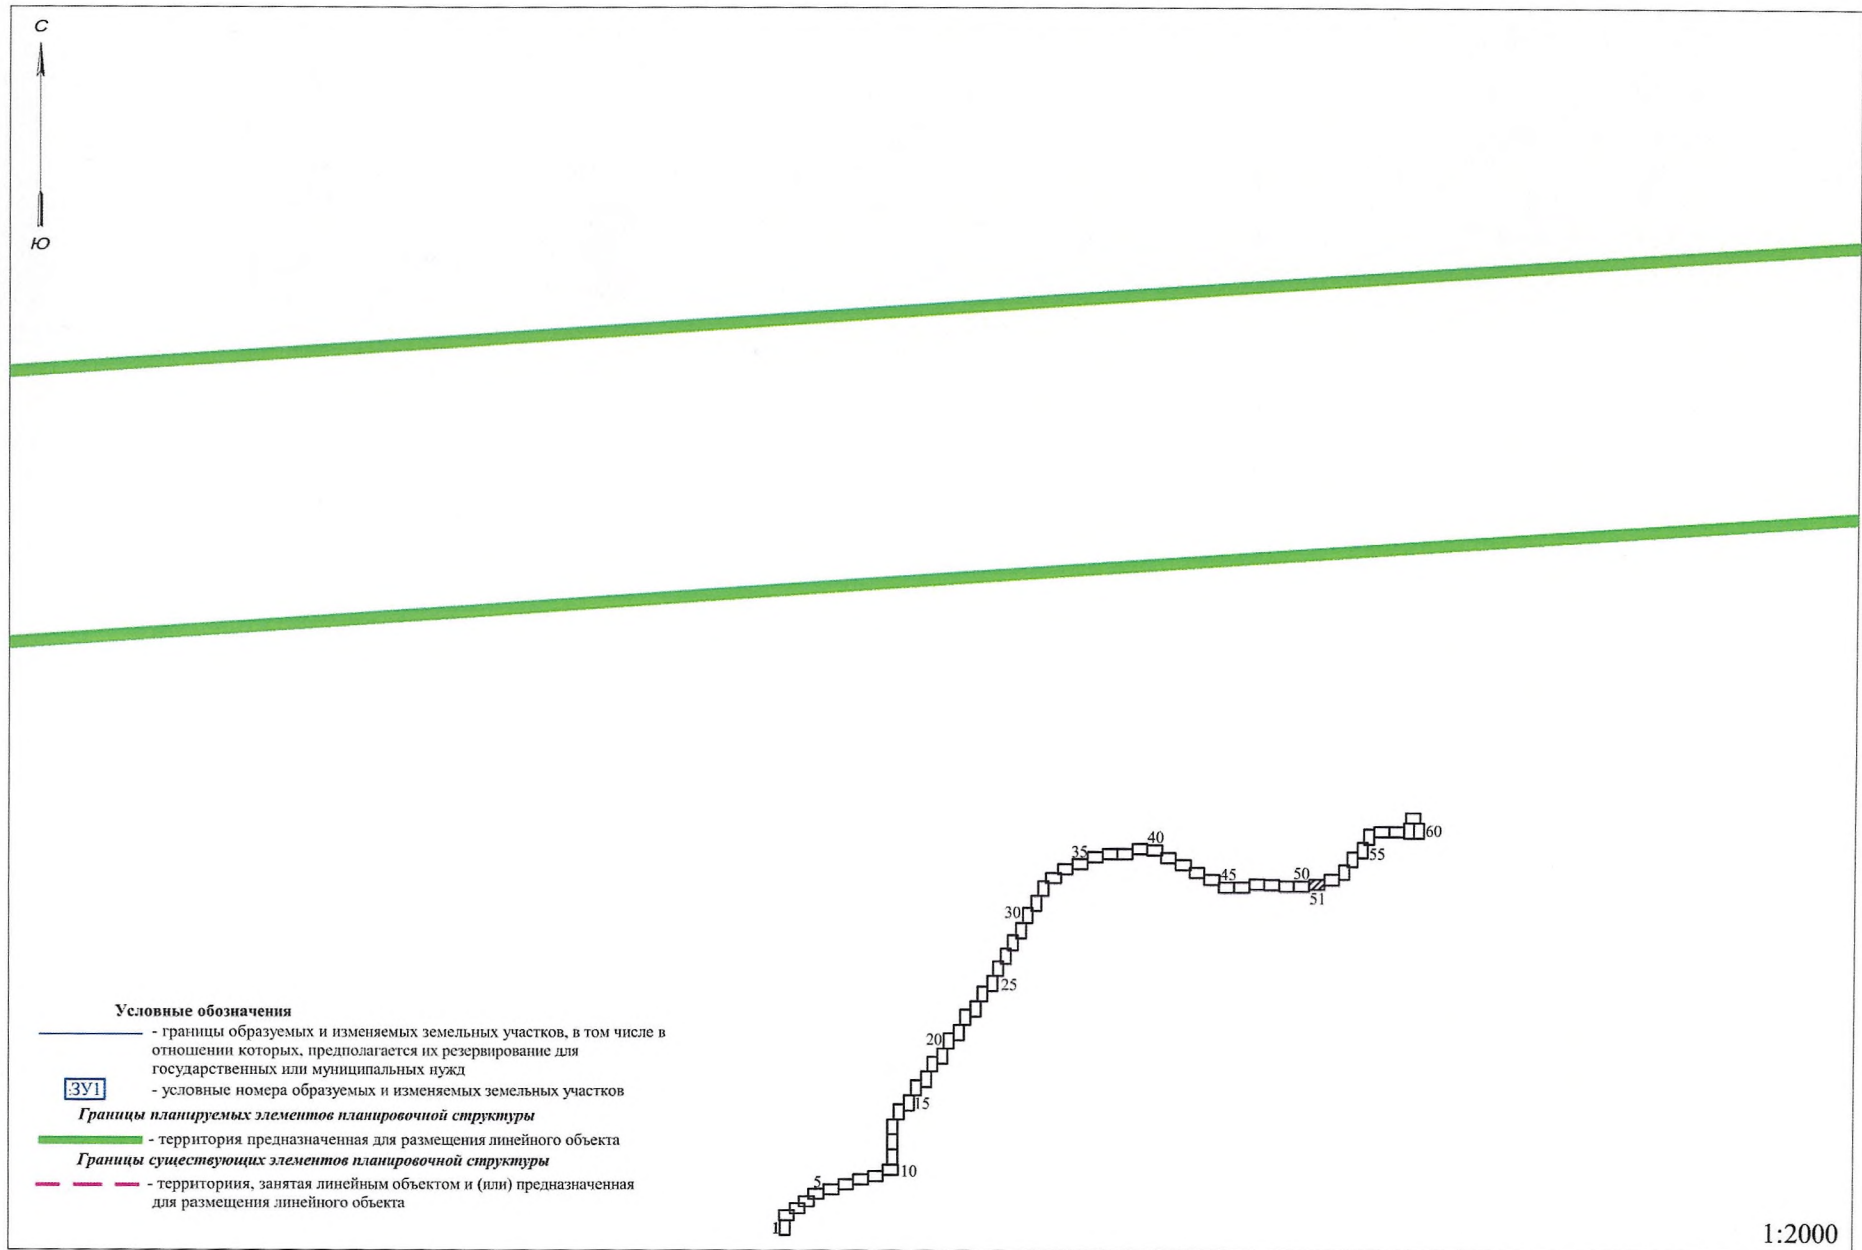 С
Ю
40
35
60
55
45
50
51
30
25
20
15
10
5
1
Условные обозначения
- границы образуемых и изменяемых земельных участков, в том числе в
отношении которых, предполагается их резервирование для
государственных или муниципальных нужд
:ЗУ1 - условные номера образуемых и изменяемых земельных участков
Границы планируемых элементов планировочной структуры
- территория предназначенная для размещения линейного объекта
Границы существующих элементов планировочной структуры
- территориия, занятая линейным объектом и (или) предназначенная
для размещения линейного объекта
1:2000